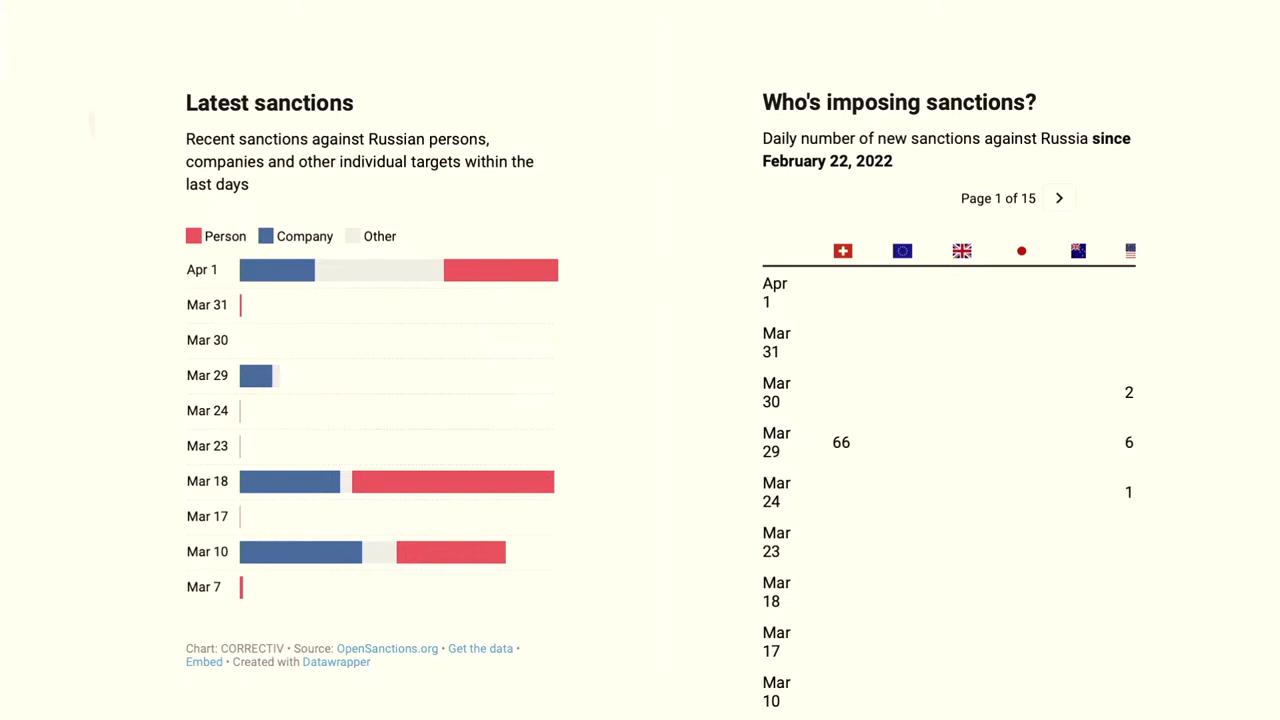 Latest sanctions
Recent sanctions against Russian persons,
companies and other individual targets within the
last days
Person Company Other
Apr 1
Mar 31
Mar 30
Mar 29
Mar 24
Mar 23
Mar 18
Mar 17
Mar 10
Mar 7
Chart: CORRECTIV • Source: OpenSanctions.org • Get the data •
Embed • Created with Datawrapper
Who's imposing sanctions?
Daily number of new sanctions against Russia since
February 22, 2022
Page 1 of 15
Apr
1
Mar
31
Mar
30 2
Mar
29 66 6
Mar
24 1
Mar
23
Mar
18
Mar
17
Mar
10